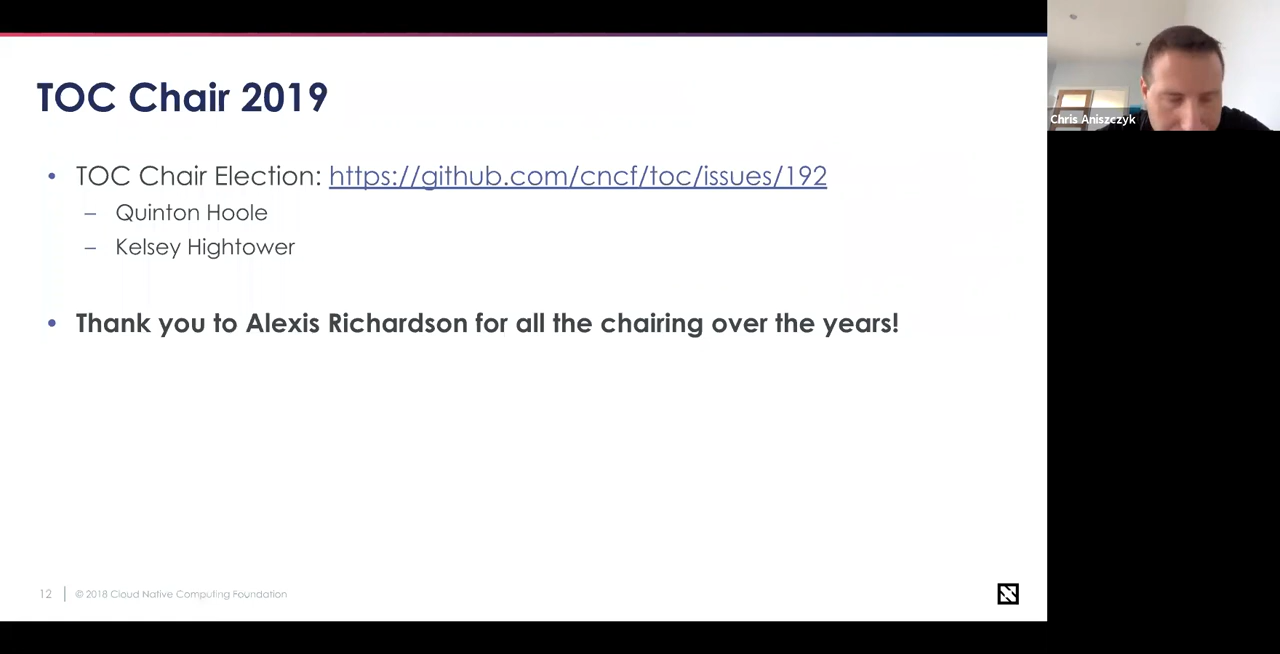 TOC Chair 2019
• TOC Chair Election: https://github.com/cncf/toc/issues/192
– Quinton Hoole
– Kelsey Hightower
• Thank you to Alexis Richardson for all the chairing over the years!
12 | © 2018 Cloud Native Computing Foundation
Chris Aniszczyk